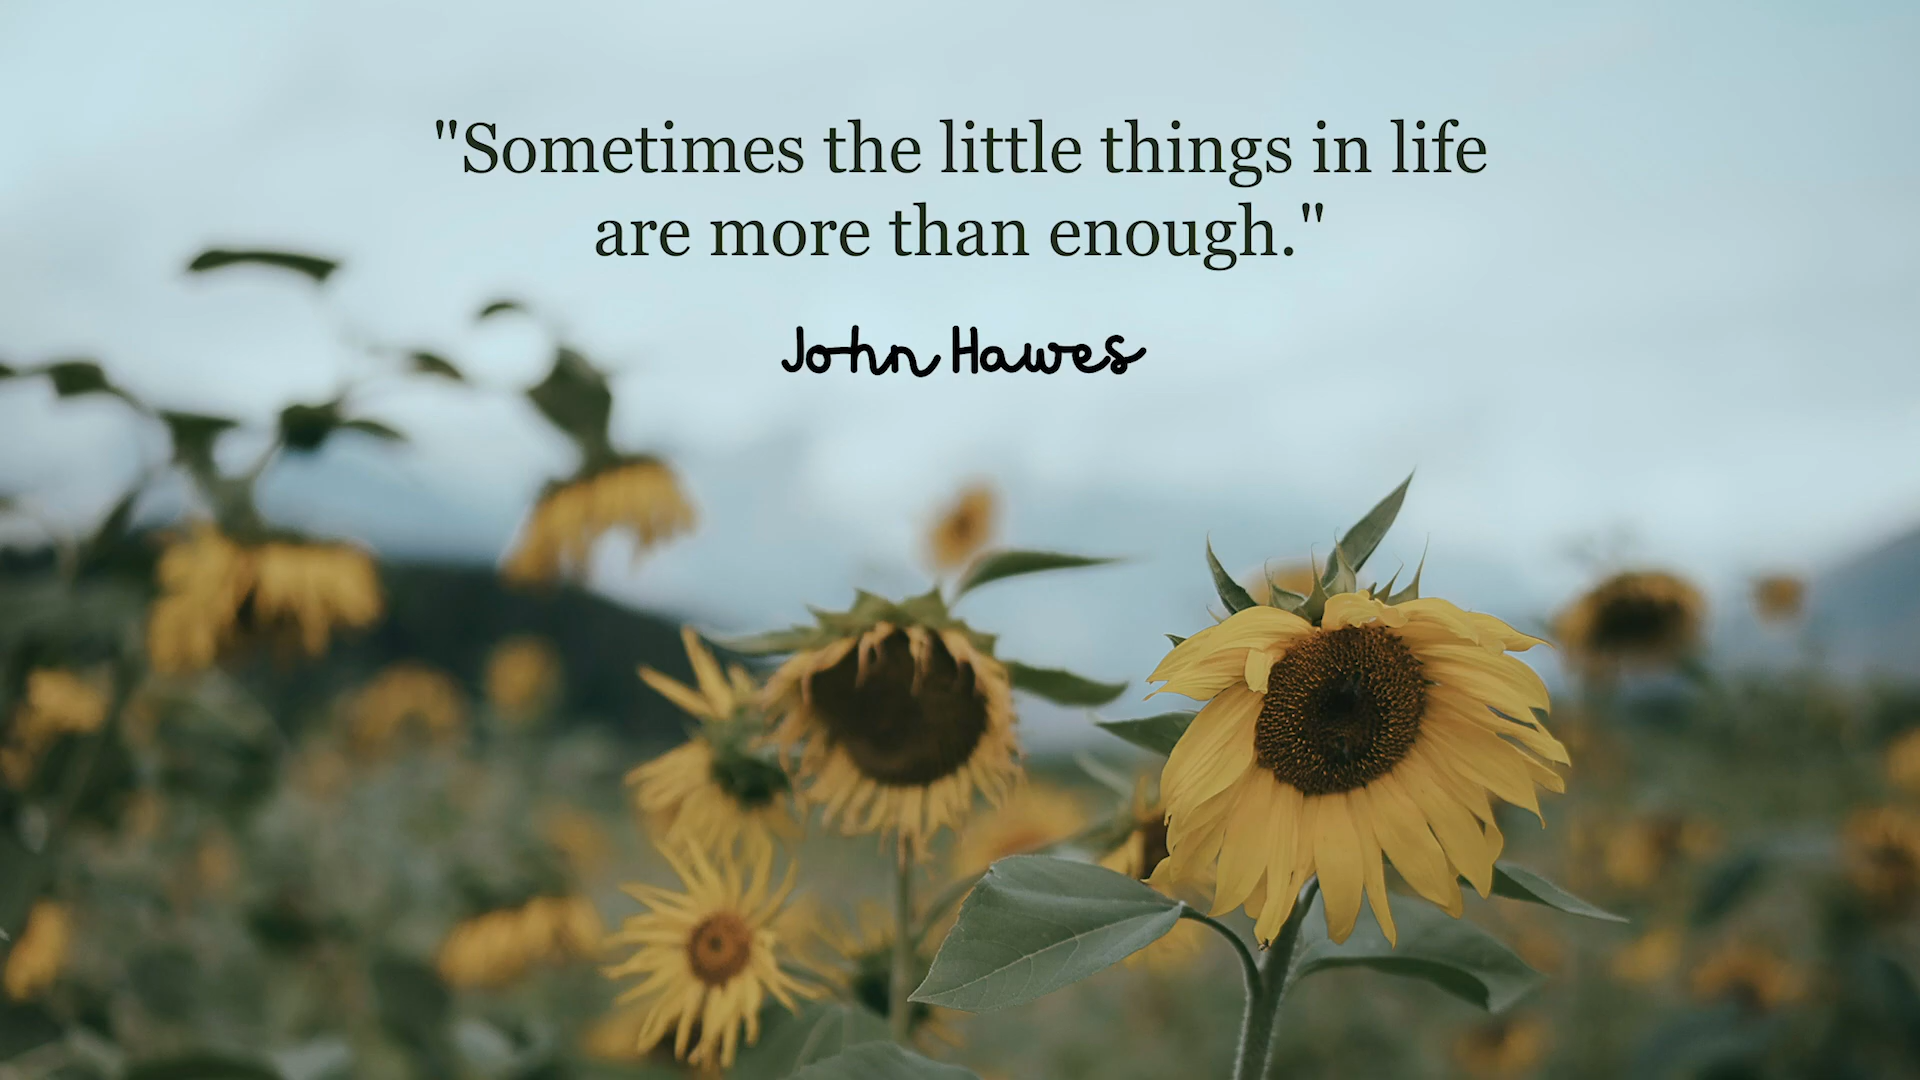 "Sometimes the little things in life
are more than enough."
John Hawes